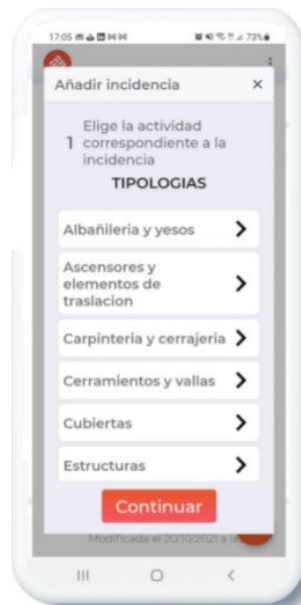 17:05
73%
Añadir incidencia
1
Elige la actividad
correspondiente a la
incidencia
TIPOLOGIAS
Albañileria y yesos
Ascensores y
elementos de
traslacion
Carpinteria y cerrajeria
Cerramientos y vallas
Cubiertas
Estructuras
Continuar
Modificada el 20/10/2021 a